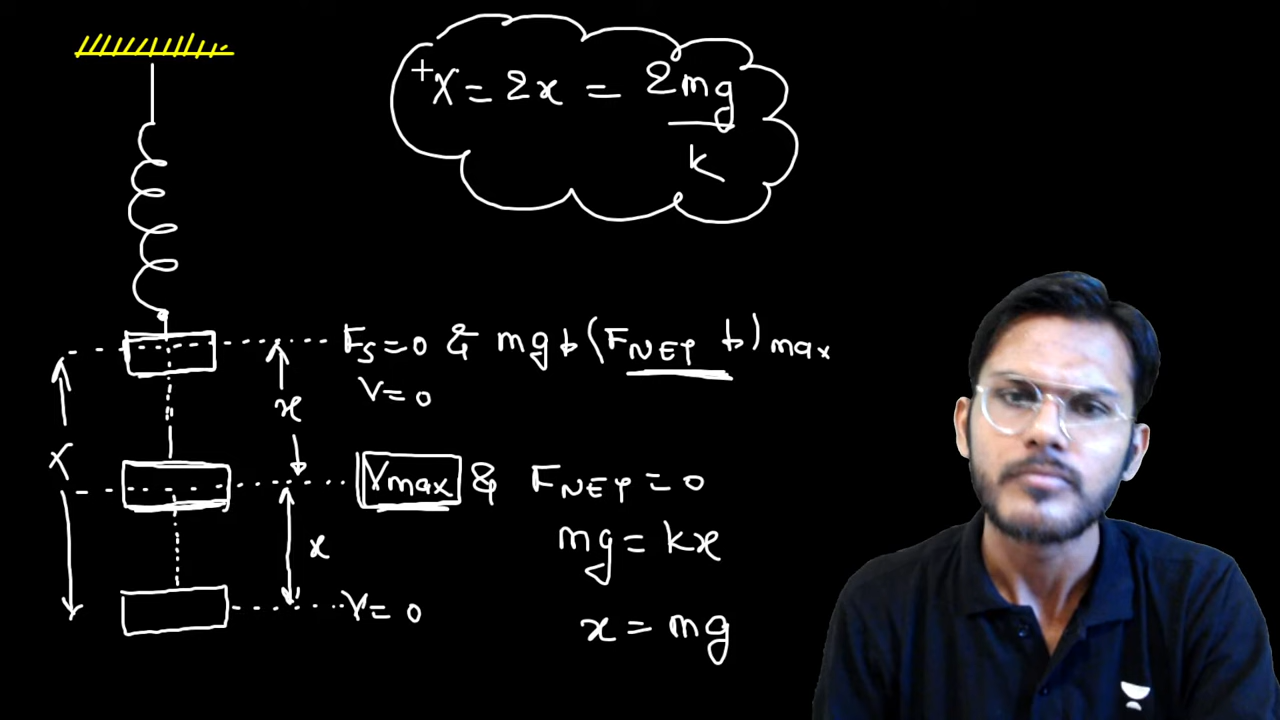 +X = 2x = 2mg/k
Fs = 0 & mg↓ (FNET ↓)max
V = 0
x
X
Vmax & FNET = 0
mg = kx
x
V = 0
x = mg